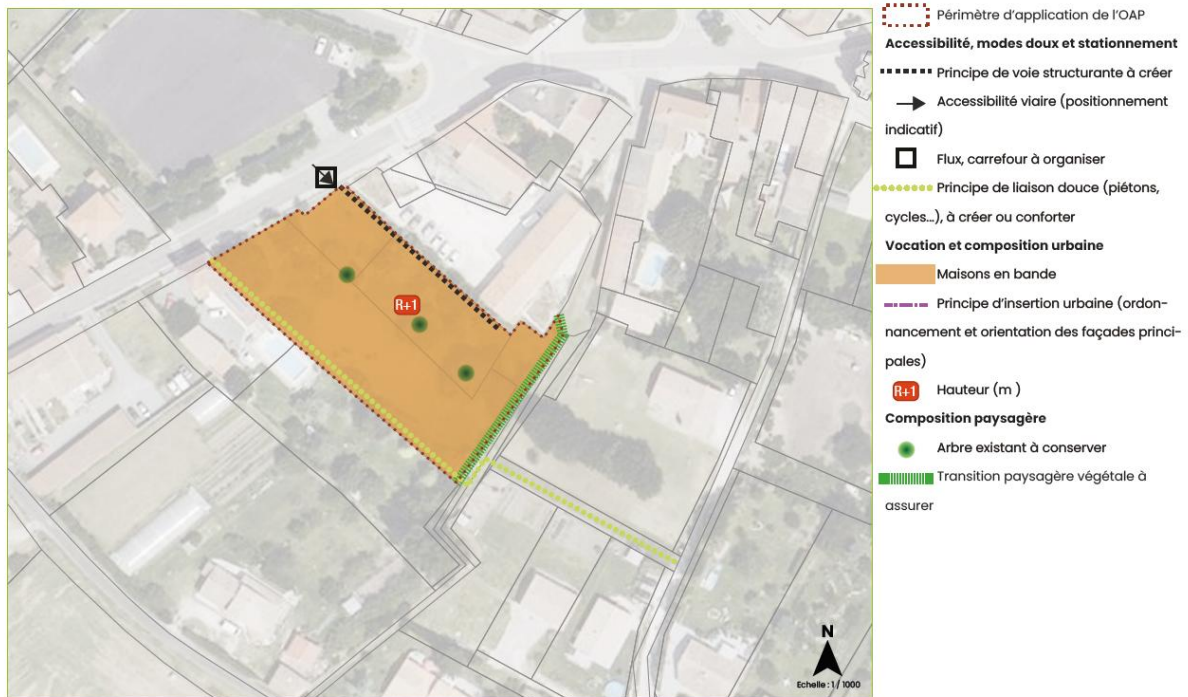 Périmètre d'application de l'OAP
Accessibilité, modes doux et stationnement
Principe de voie structurante à créer
Accessibilité viaire (positionnement
indicatif)
Flux, carrefour à organiser
Principe de liaison douce (piétons,
cycles...), à créer ou conforter
Vocation et composition urbaine
Maisons en bande
Principe d'insertion urbaine (ordon-
nancement et orientation des façades princi-
pales)
R+1 Hauteur (m )
Composition paysagère
Arbre existant à conserver
Transition paysagère végétale à
assurer
R+1
N
Echelle : 1 / 1000